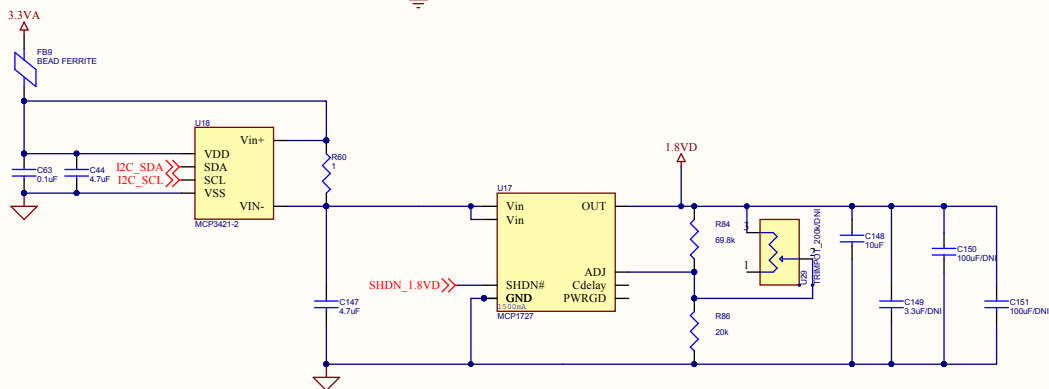 3.3VA
FB9
BEAD FERRITE
U18
Vin+
VDD
SDA
SCL
VSS
VIN-
MCP3421-2
I2C_SDA
I2C_SCL
C63
0.1uF
C44
4.7uF
R60
1
1.8VD
U17
Vin
Vin
OUT
ADJ
SHDN#
Cdelay
GND
PWRGD
1500mA
MCP1727
SHDN_1.8VD
C147
4.7uF
R84
69.8k
R86
20k
3
1
2
U29
TRIMPOT_200k/DNI
C148
10uF
C149
3.3uF/DNI
C150
100uF/DNI
C151
100uF/DNI